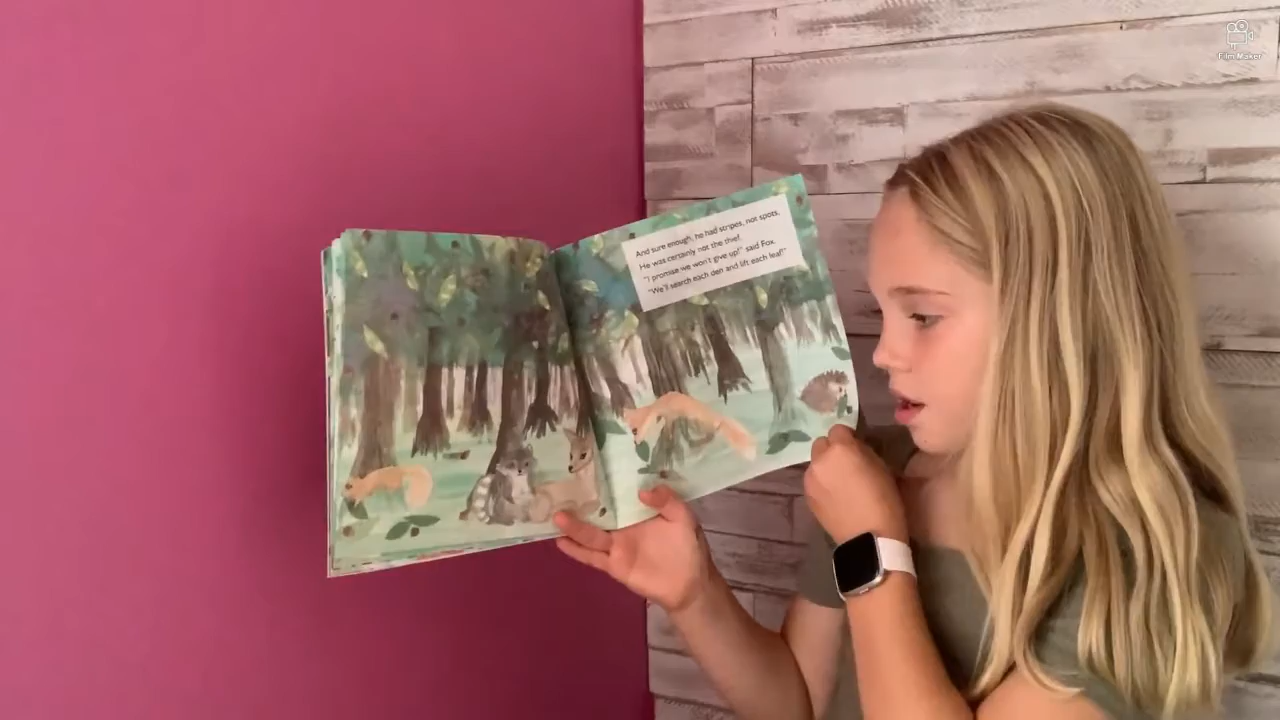 Film Maker
And sure enough, he had stripes, not spots.
He was certainly not the thief.
"I promise we won't give up!" said Fox.
"We'll search each den and lift each leaf!"